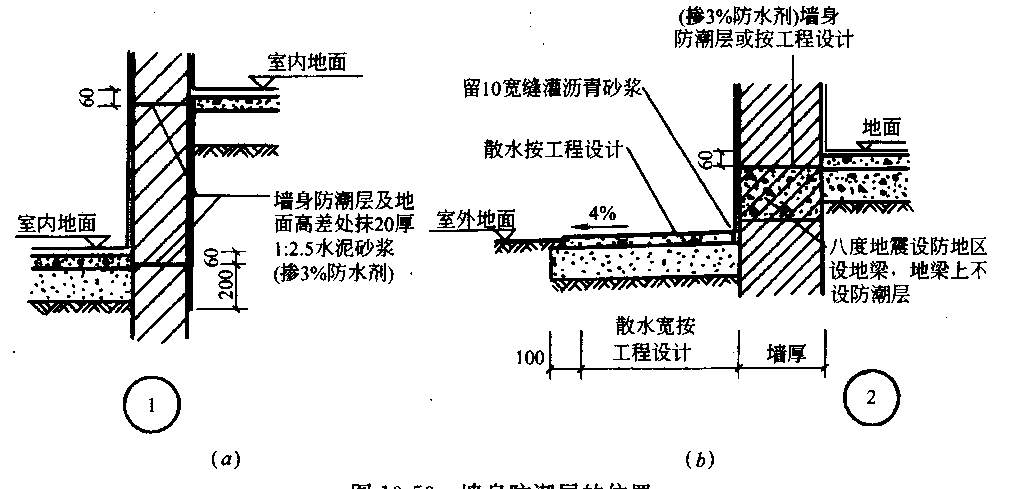 室内地面
60
墙身防潮层及地
面高差处抹20厚
1:2.5水泥砂浆
(掺3%防水剂)
室内地面
60
200
1
(a)
(掺3%防水剂)墙身
防潮层或按工程设计
留10宽缝灌沥青砂浆
散水按工程设计
地面
60
室外地面
4%
八度地震设防地区
设地梁，地梁上不
设防潮层
散水宽按
工程设计
100
墙厚
2
(b)